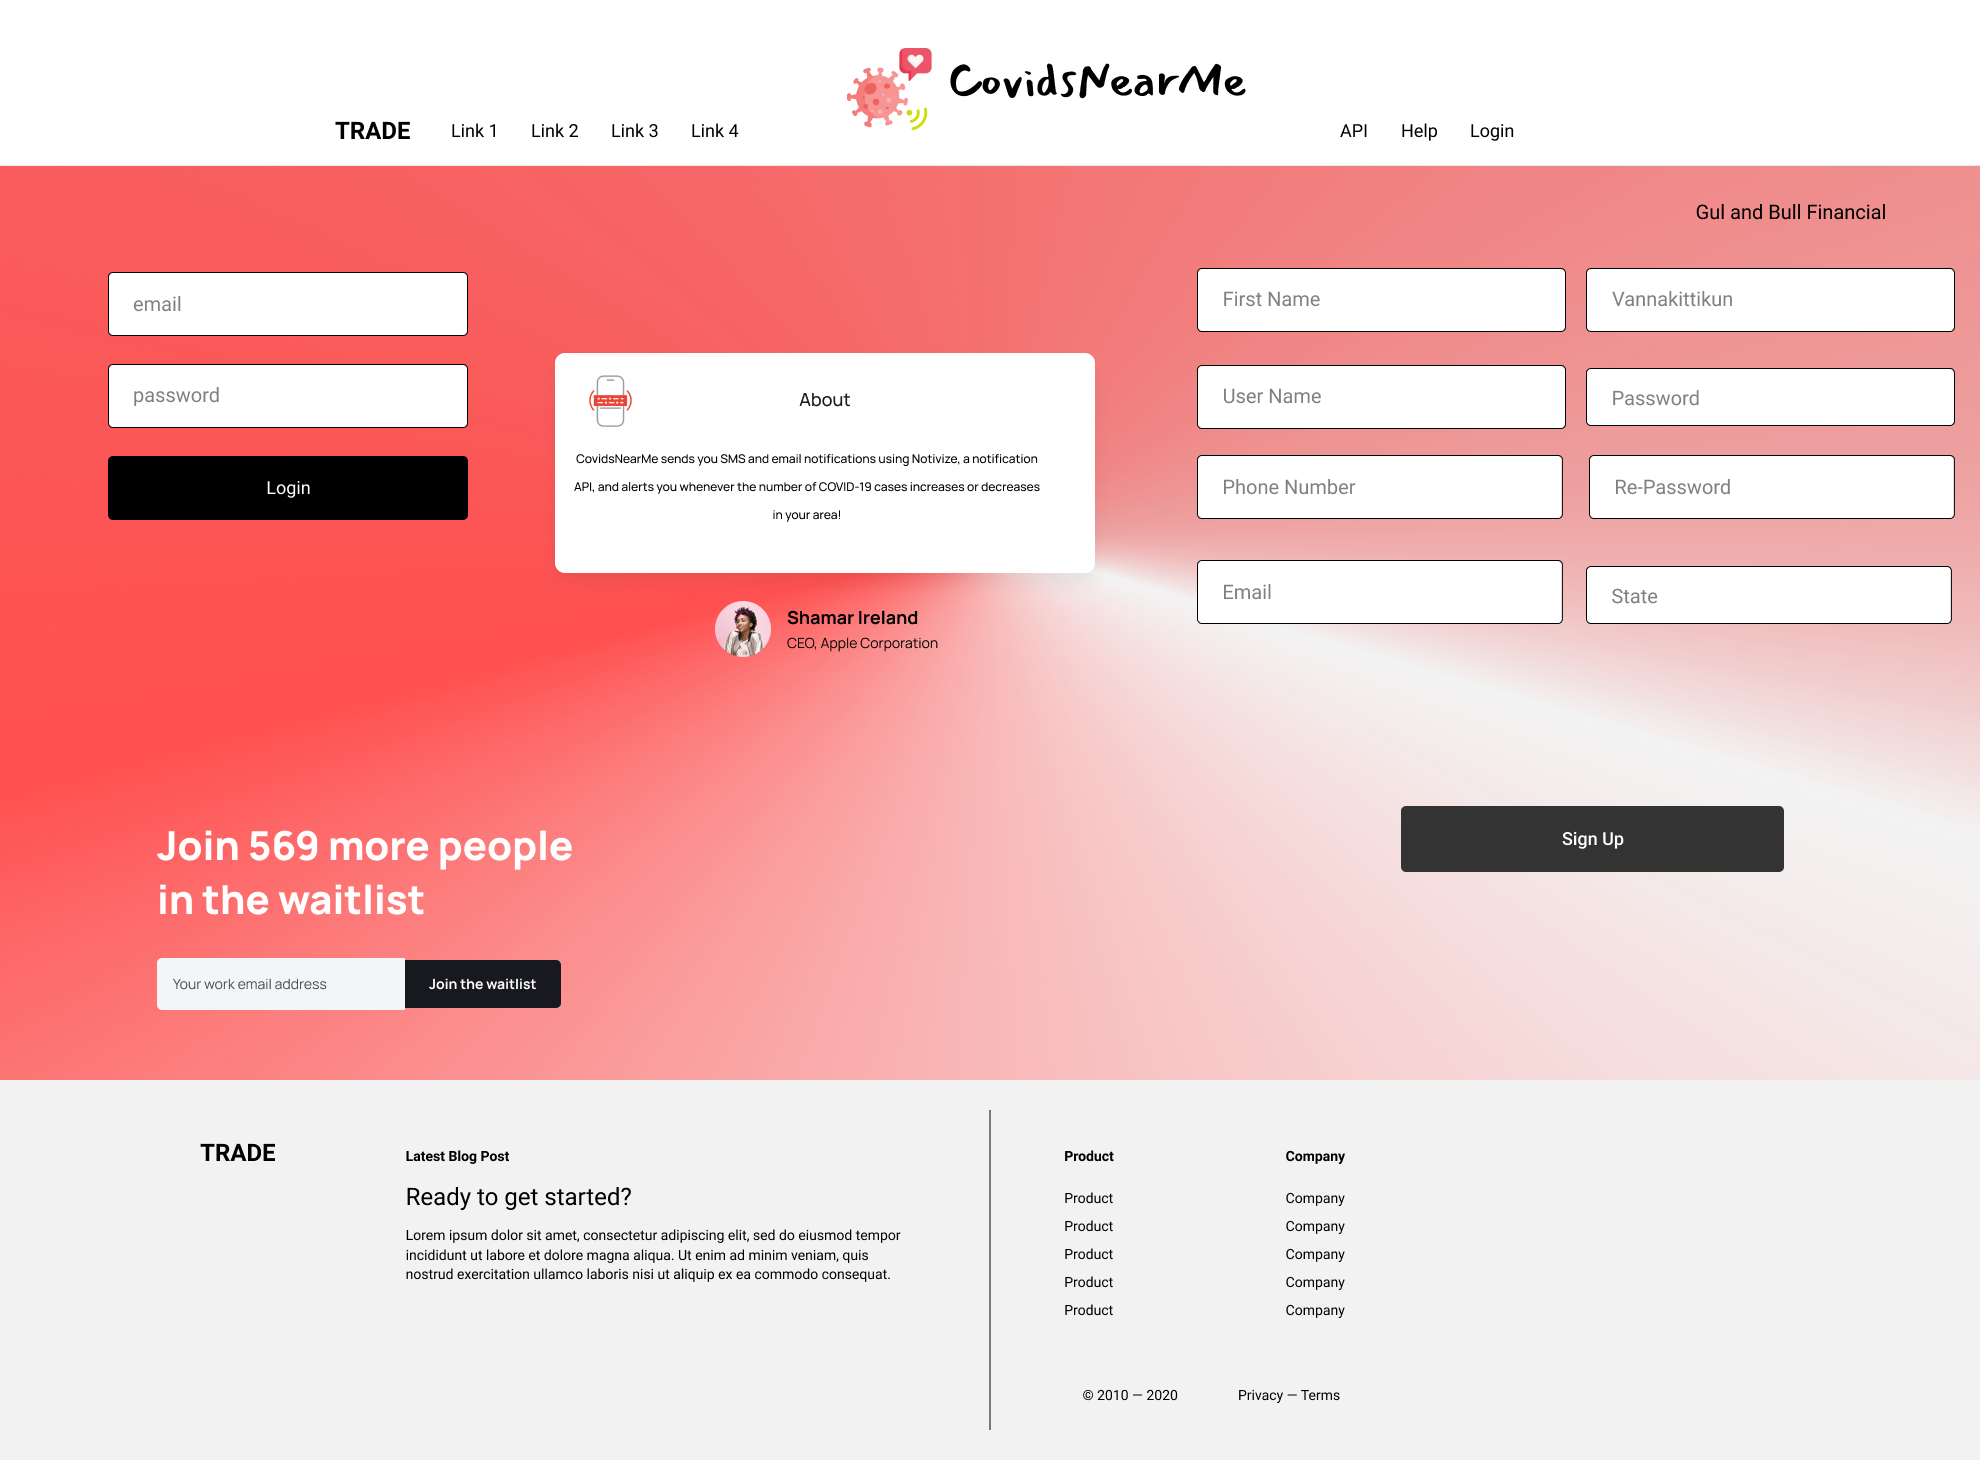 CovidsNearMe
TRADE
Link 1
Link 2
Link 3
Link 4
API
Help
Login
Gul and Bull Financial
email
password
Login
About
CovidsNearMe sends you SMS and email notifications using Notivize, a notification
API, and alerts you whenever the number of COVID-19 cases increases or decreases
in your area!
Shamar Ireland
CEO, Apple Corporation
First Name
Vannakittikun
User Name
Password
Phone Number
Re-Password
Email
State
Sign Up
Join 569 more people
in the waitlist
Your work email address
Join the waitlist
TRADE
Latest Blog Post
Ready to get started?
Lorem ipsum dolor sit amet, consectetur adipiscing elit, sed do eiusmod tempor
incididunt ut labore et dolore magna aliqua. Ut enim ad minim veniam, quis
nostrud exercitation ullamco laboris nisi ut aliquip ex ea commodo consequat.
Product
Product
Product
Product
Product
Product
Company
Company
Company
Company
Company
Company
© 2010 — 2020
Privacy — Terms